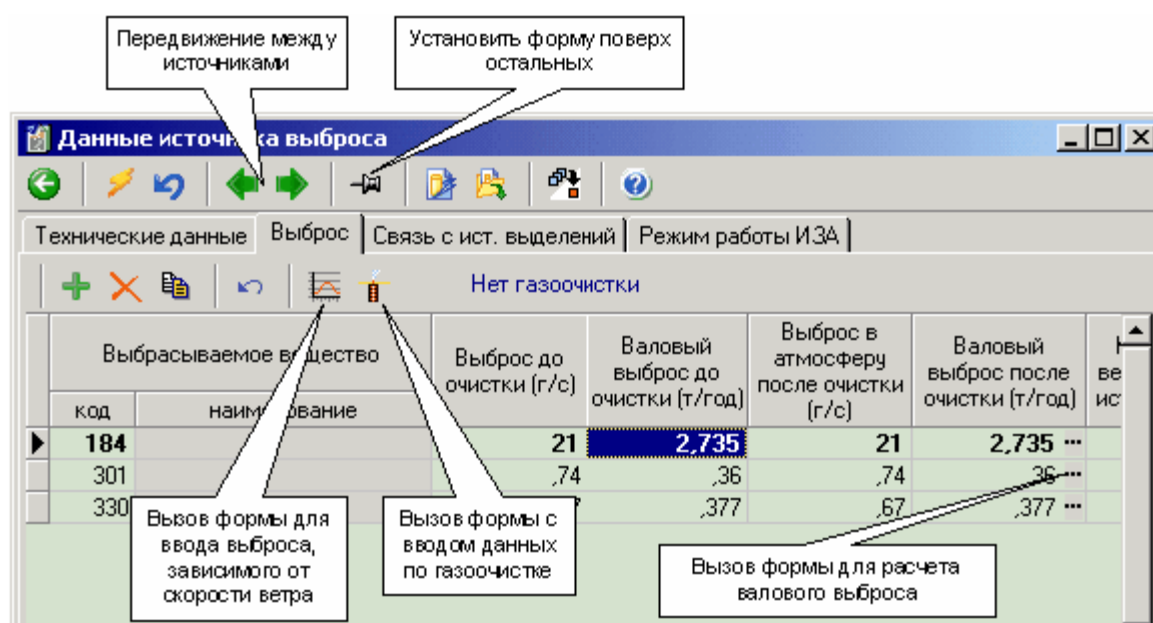 Передвижение между
источниками
Установить форму поверх
остальных
Данные источника выброса
Технические данные
Выброс
Связь с ист. выделений
Режим работы ИЗА
Нет газоочистки
Выбрасываемое вещество
код
наименование
Выброс до
очистки (г/с)
Валовый
выброс до
очистки (т/год)
Выброс в
атмосферу
после очистки
(г/с)
Валовый
выброс после
очистки (т/год)
184 21 2,735 21 2,735 ...
301 ,74 ,36 ,74 ,36 ...
330 ,377 ,67 ,377 ...
Вызов формы для
ввода выброса,
зависимого от
скорости ветра
Вызов формы с
вводом данных
по газоочистке
Вызов формы для расчета
валового выброса